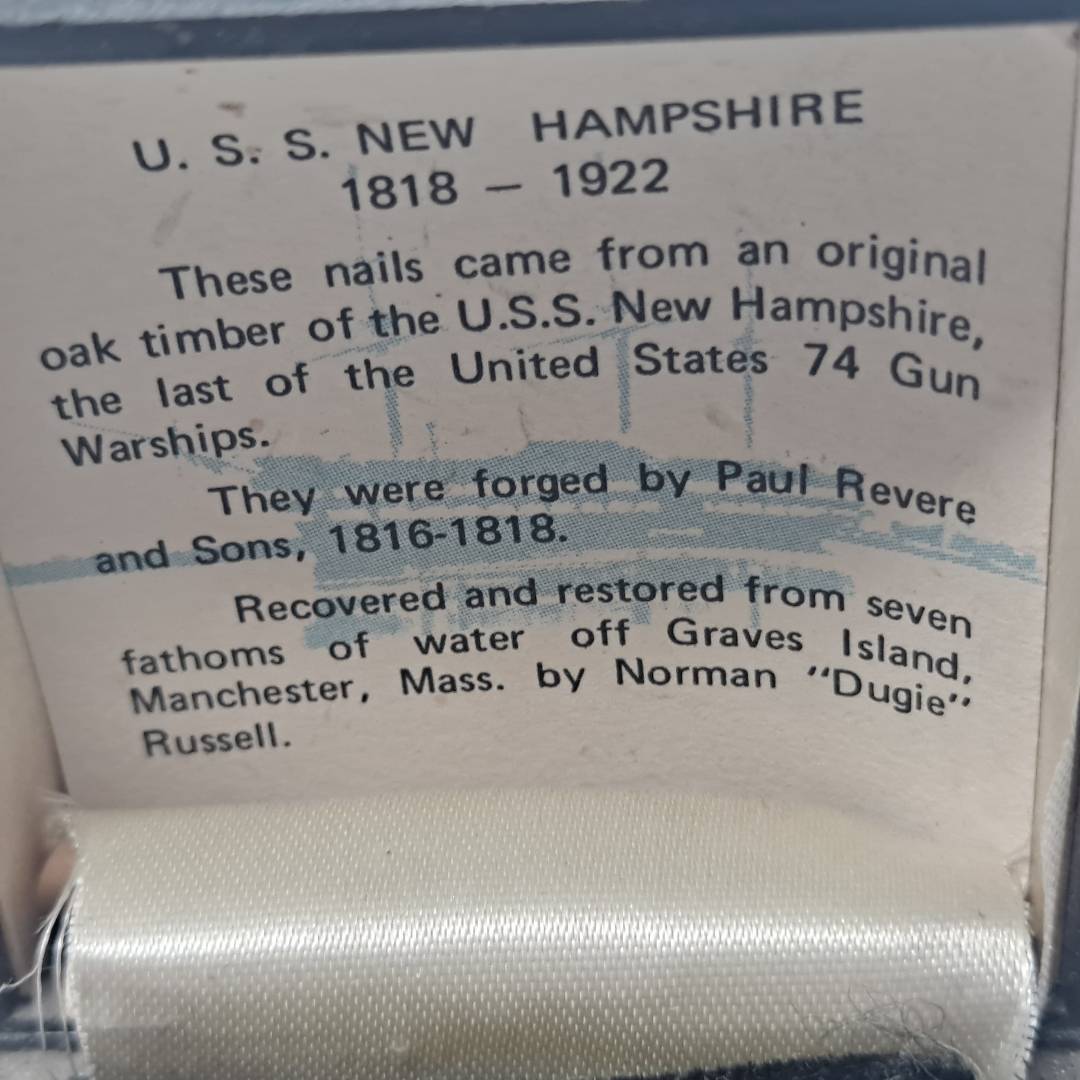 U. S. S. NEW HAMPSHIRE
1818 – 1922
These nails came from an original
oak timber of the U.S.S. New Hampshire,
the last of the United States 74 Gun
Warships.
They were forged by Paul Revere
and Sons, 1816-1818.
Recovered and restored from seven
fathoms of water off Graves Island,
Manchester, Mass. by Norman "Dugie"
Russell.